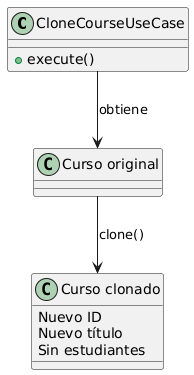 C CloneCourseUseCase
execute()
obtiene
C Curso original
clone()
C Curso clonado
Nuevo ID
Nuevo título
Sin estudiantes